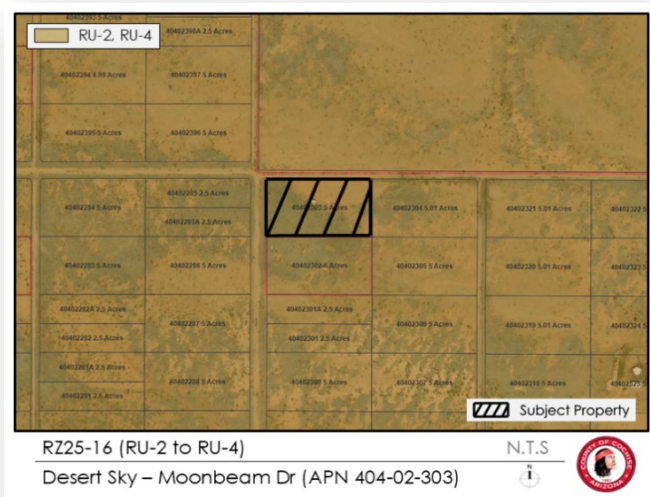 RU-2, RU-4
40402398A 2.5 Acres
40402394 4.99 Acres
40402397 5 Acres
40402395 5 Acres
40402396 5 Acres
40402285 2.5 Acres
40402284 5 Acres
40402303 5 Acres
40402304 5.01 Acres
40402321 5.01 Acres
40402285A 2.5 Acres
40402283 5 Acres
40402286 5 Acres
40402305 5 Acres
40402320 5.01 Acres
40402282A 2.5 Acres
40402301A 2.5 Acres
40402282 2.5 Acres
40402287 5 Acres
40402301 2.5 Acres
40402319 5.01 Acres
40402281A 2.5 Acres
40402288 5 Acres
40402307 5 Acres
40402318 5 Acres
40402281 2.5 Acres
Subject Property
RZ25-16 (RU-2 to RU-4)
N.T.S
Desert Sky – Moonbeam Dr (APN 404-02-303)
N
COUNTY OF COCHISE
ARIZONA